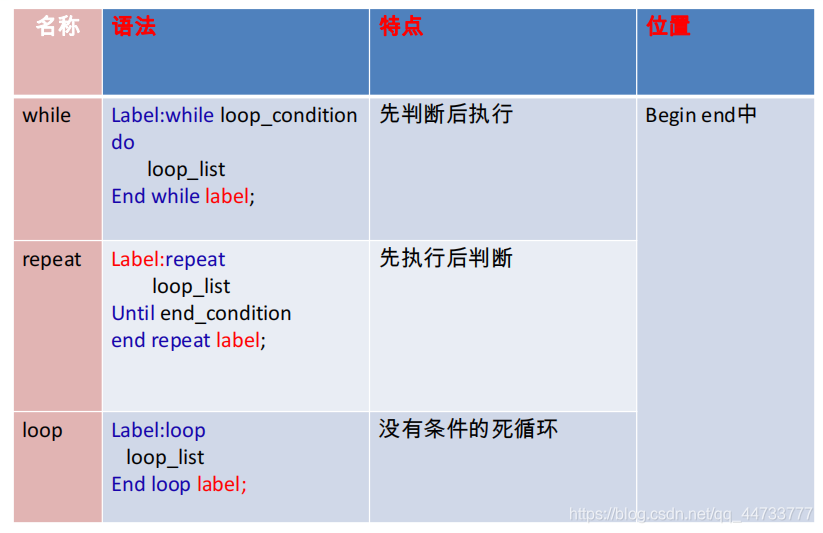 名称 语法 特点 位置
while Label:while loop_condition 先判断后执行 Begin end中
do
loop_list
End while label;
repeat Label:repeat 先执行后判断
loop_list
Until end_condition
end repeat label;
loop Label:loop 没有条件的死循环
loop_list
End loop label;
https://blog.csdn.net/qq_44733777